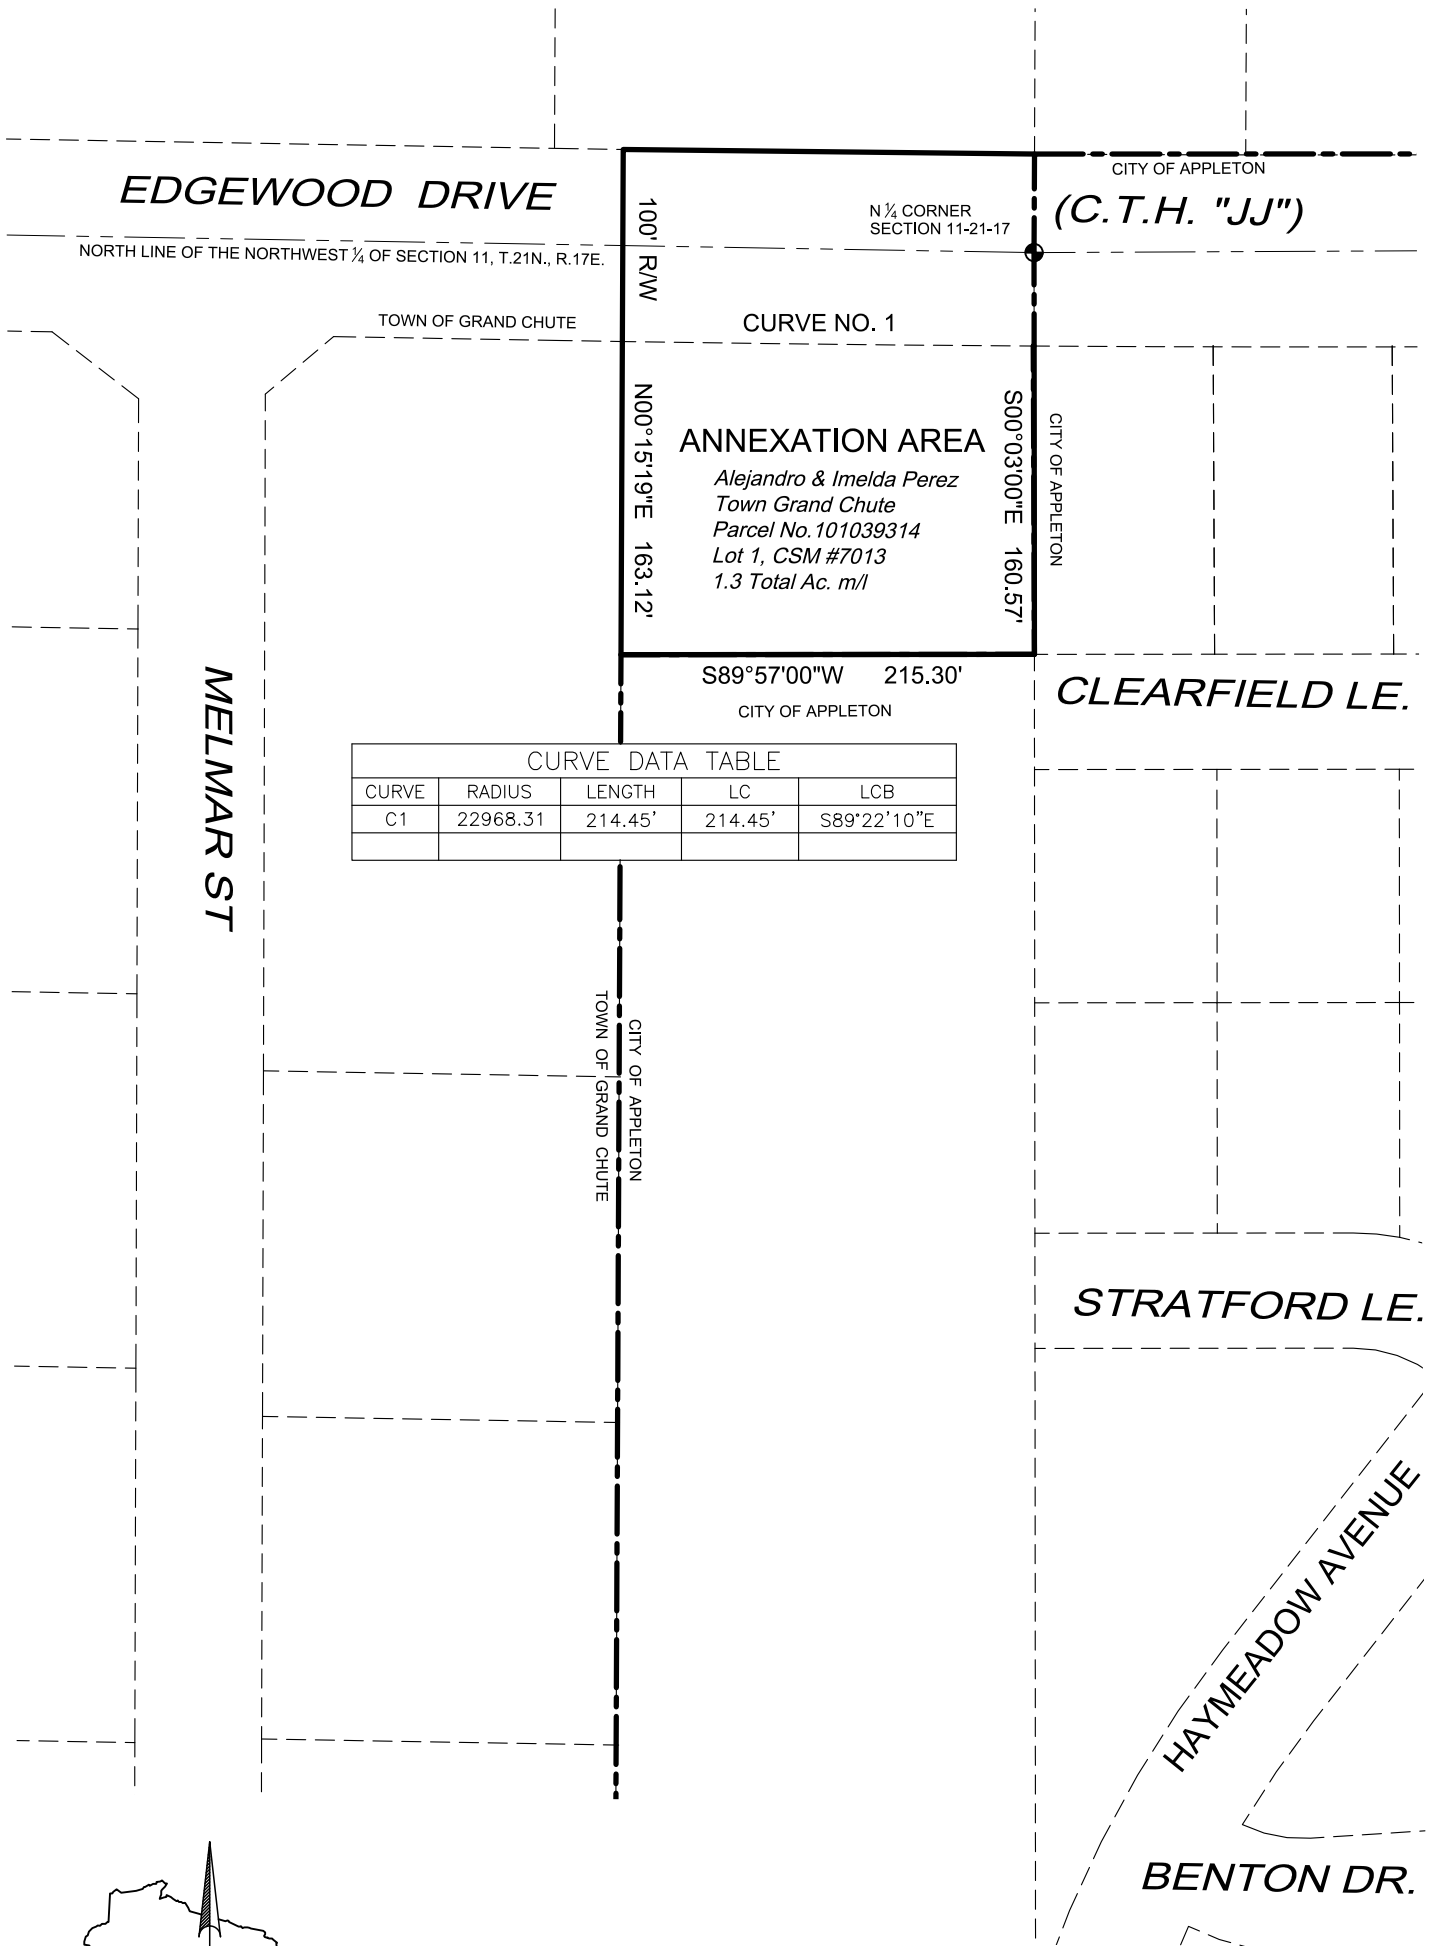 CITY OF APPLETON
EDGEWOOD DRIVE
(C.T.H. "JJ")
N ¼ CORNER
SECTION 11-21-17
100' R/W
NORTH LINE OF THE NORTHWEST ¼ OF SECTION 11, T.21N., R.17E.
TOWN OF GRAND CHUTE
CURVE NO. 1
N00°15'19"E 163.12'
ANNEXATION AREA
Alejandro & Imelda Perez
Town Grand Chute
Parcel No.101039314
Lot 1, CSM #7013
1.3 Total Ac. m/l
S00°03'00"E 160.57'
CITY OF APPLETON
S89°57'00"W 215.30'
CITY OF APPLETON
CLEARFIELD LE.
MELMAR ST
CURVE DATA TABLE
CURVE RADIUS LENGTH LC LCB
C1 22968.31 214.45' 214.45' S89°22'10"E
CITY OF APPLETON
TOWN OF GRAND CHUTE
STRATFORD LE.
HAYMEADOW AVENUE
BENTON DR.